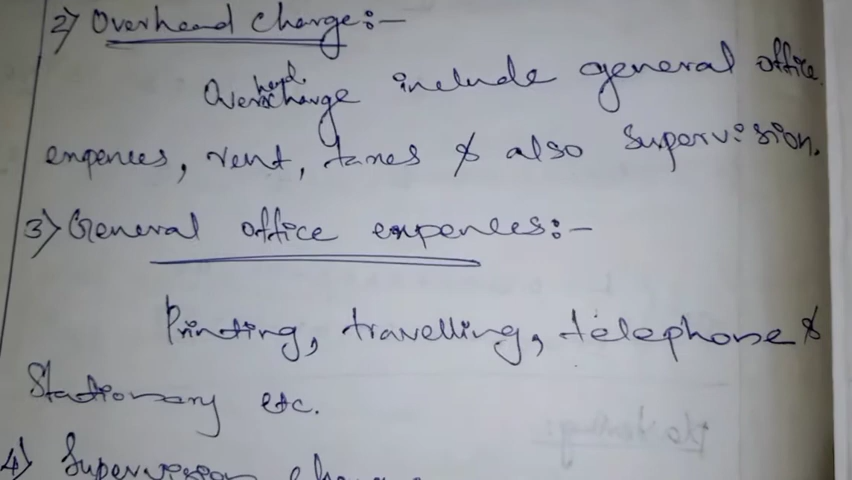 2) Overhead Charge:-
Overhead charge include general office
expences, rent, taxes & also Supervision.
3) General office expences:-
Printing, travelling, telephone &
Stationary etc.
4) Supervision